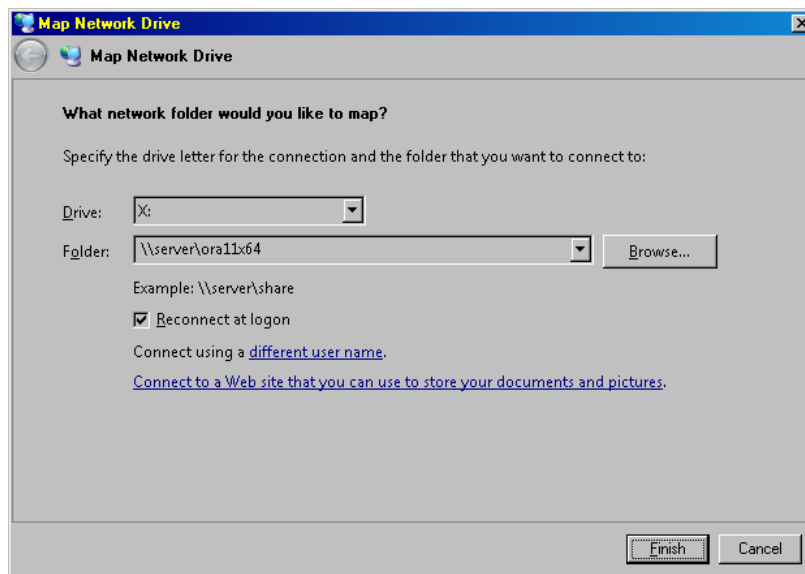 Map Network Drive
Map Network Drive
What network folder would you like to map?
Specify the drive letter for the connection and the folder that you want to connect to:
Drive: X:
Folder: \\server\ora11x64 Browse...
Example: \\server\share
Reconnect at logon
Connect using a different user name.
Connect to a Web site that you can use to store your documents and pictures.
Finish Cancel